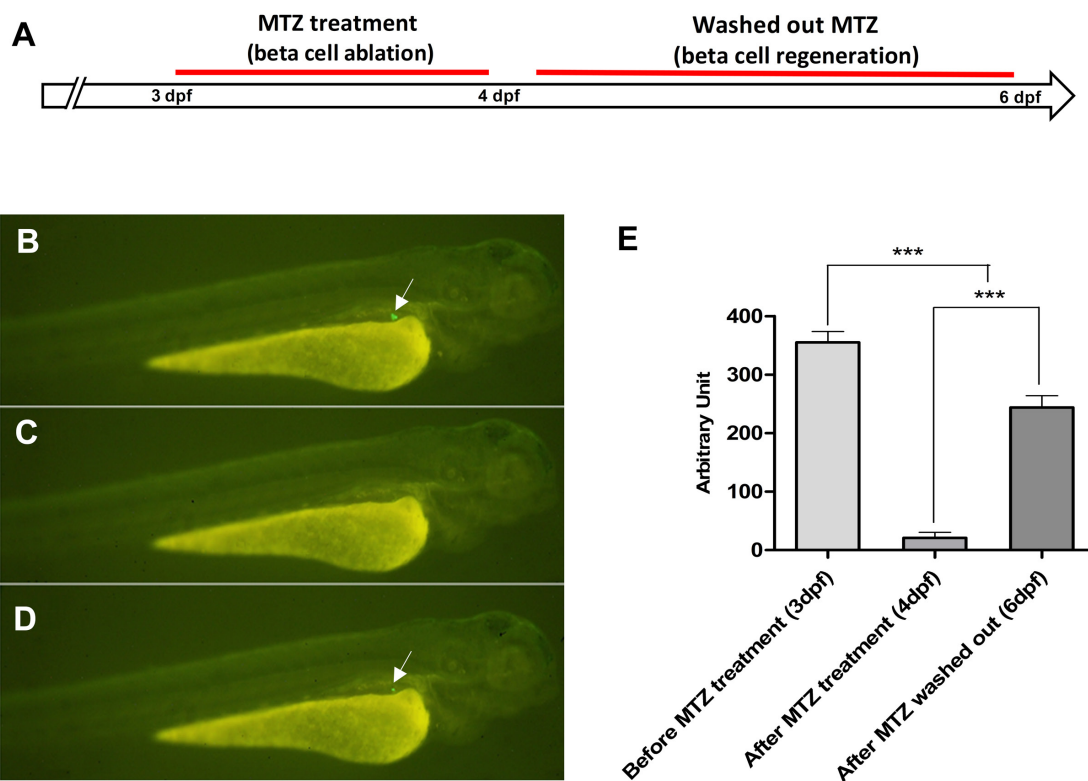 A
MTZ treatment
(beta cell ablation)
Washed out MTZ
(beta cell regeneration)
3 dpf
4 dpf
6 dpf
B
C
D
E
***
***
Arbitrary Unit
400
300
200
100
0
Before MTZ treatment (3dpf)
After MTZ treatment (4dpf)
After MTZ washed out (6dpf)